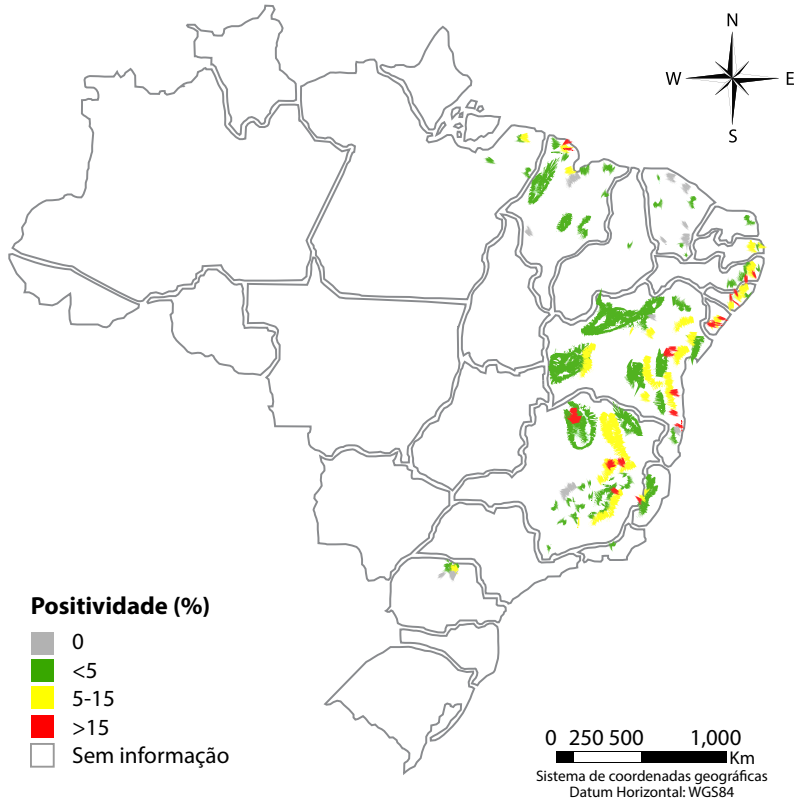 N
W E
S
Positividade (%)
0
<5
5-15
>15
Sem informação
0 250 500 1,000
Km
Sistema de coordenadas geográficas
Datum Horizontal: WGS84